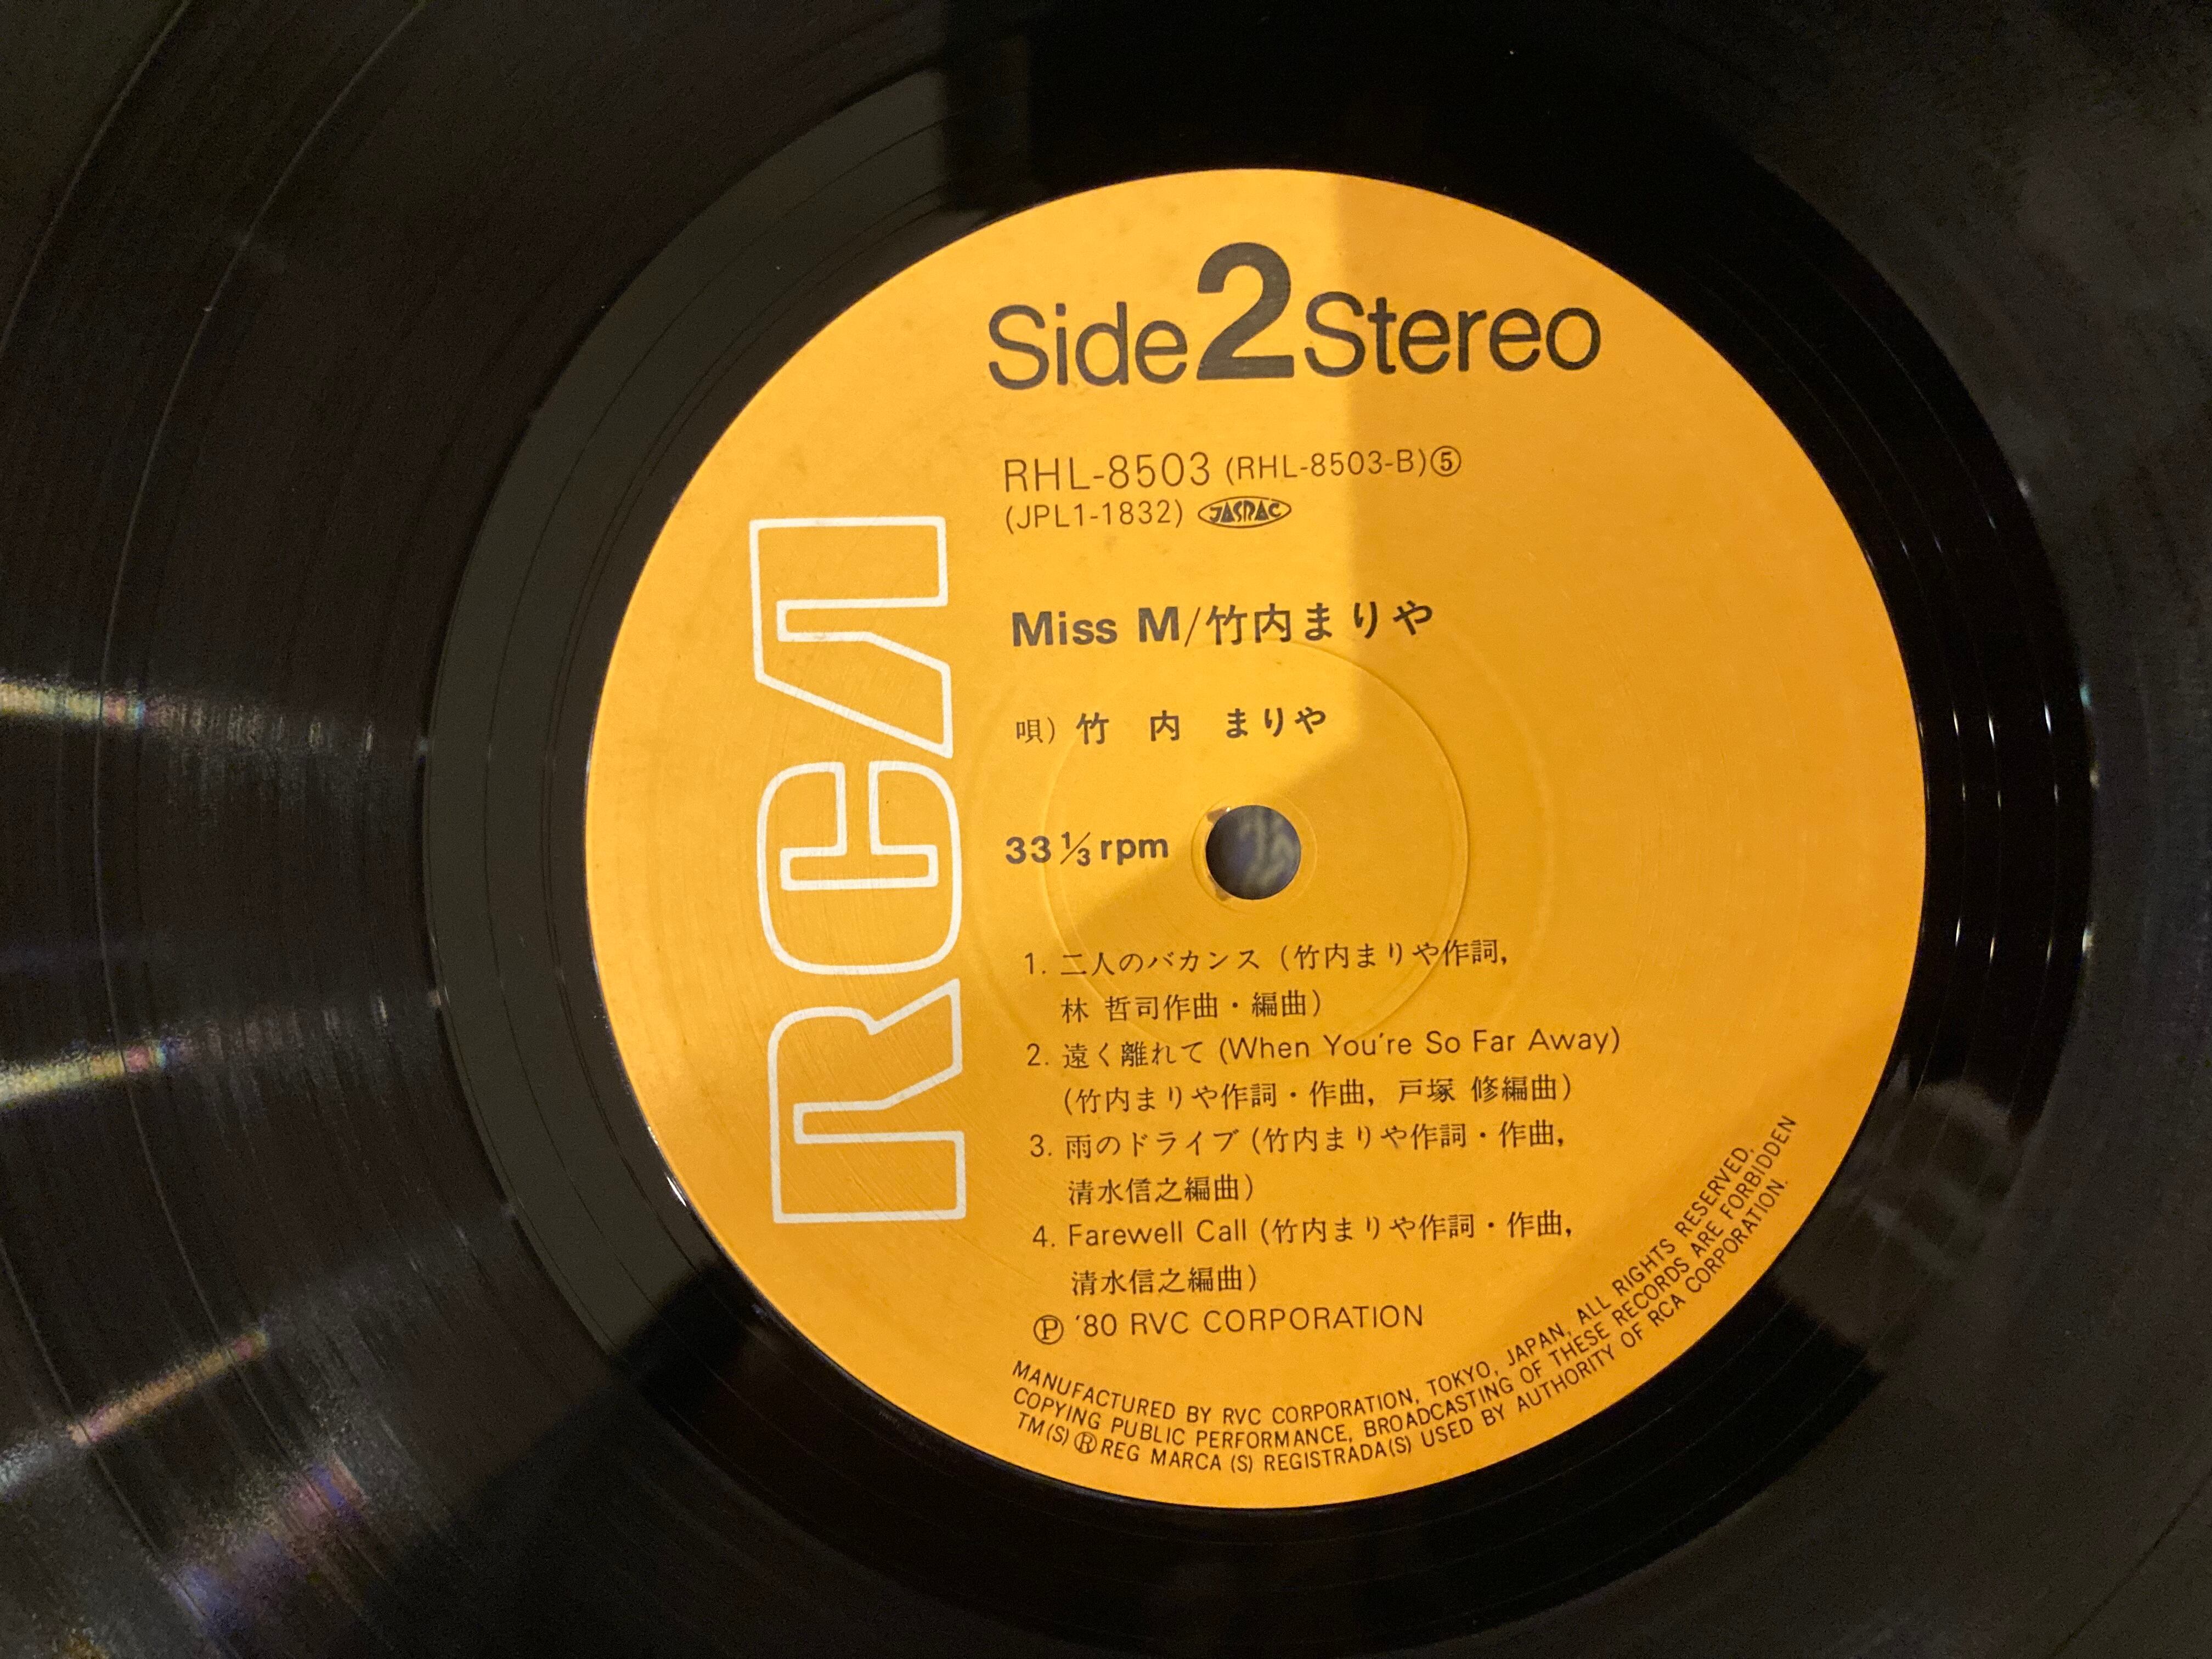 Side 2 Stereo
RHL-8503 (RHL-8503-B)⑤
(JPL1-1832) JASRAC
Miss M/竹内まりや
唄) 竹 内 まりや
33⅓rpm
RCA
1. 二人のバカンス (竹内まりや作詞,
林 哲司作曲・編曲)
2. 遠く離れて (When You're So Far Away)
(竹内まりや作詞・作曲, 戸塚 修編曲)
3. 雨のドライブ (竹内まりや作詞・作曲,
清水信之編曲)
4. Farewell Call (竹内まりや作詞・作曲,
清水信之編曲)
Ⓟ '80 RVC CORPORATION
MANUFACTURED BY RVC CORPORATION, TOKYO, JAPAN, ALL RIGHTS RESERVED,
COPYING PUBLIC PERFORMANCE, BROADCASTING OF THESE RECORDS ARE FORBIDDEN
TM(S)®REG MARCA (S) REGISTRADA(S) USED BY AUTHORITY OF RCA CORPORATION.